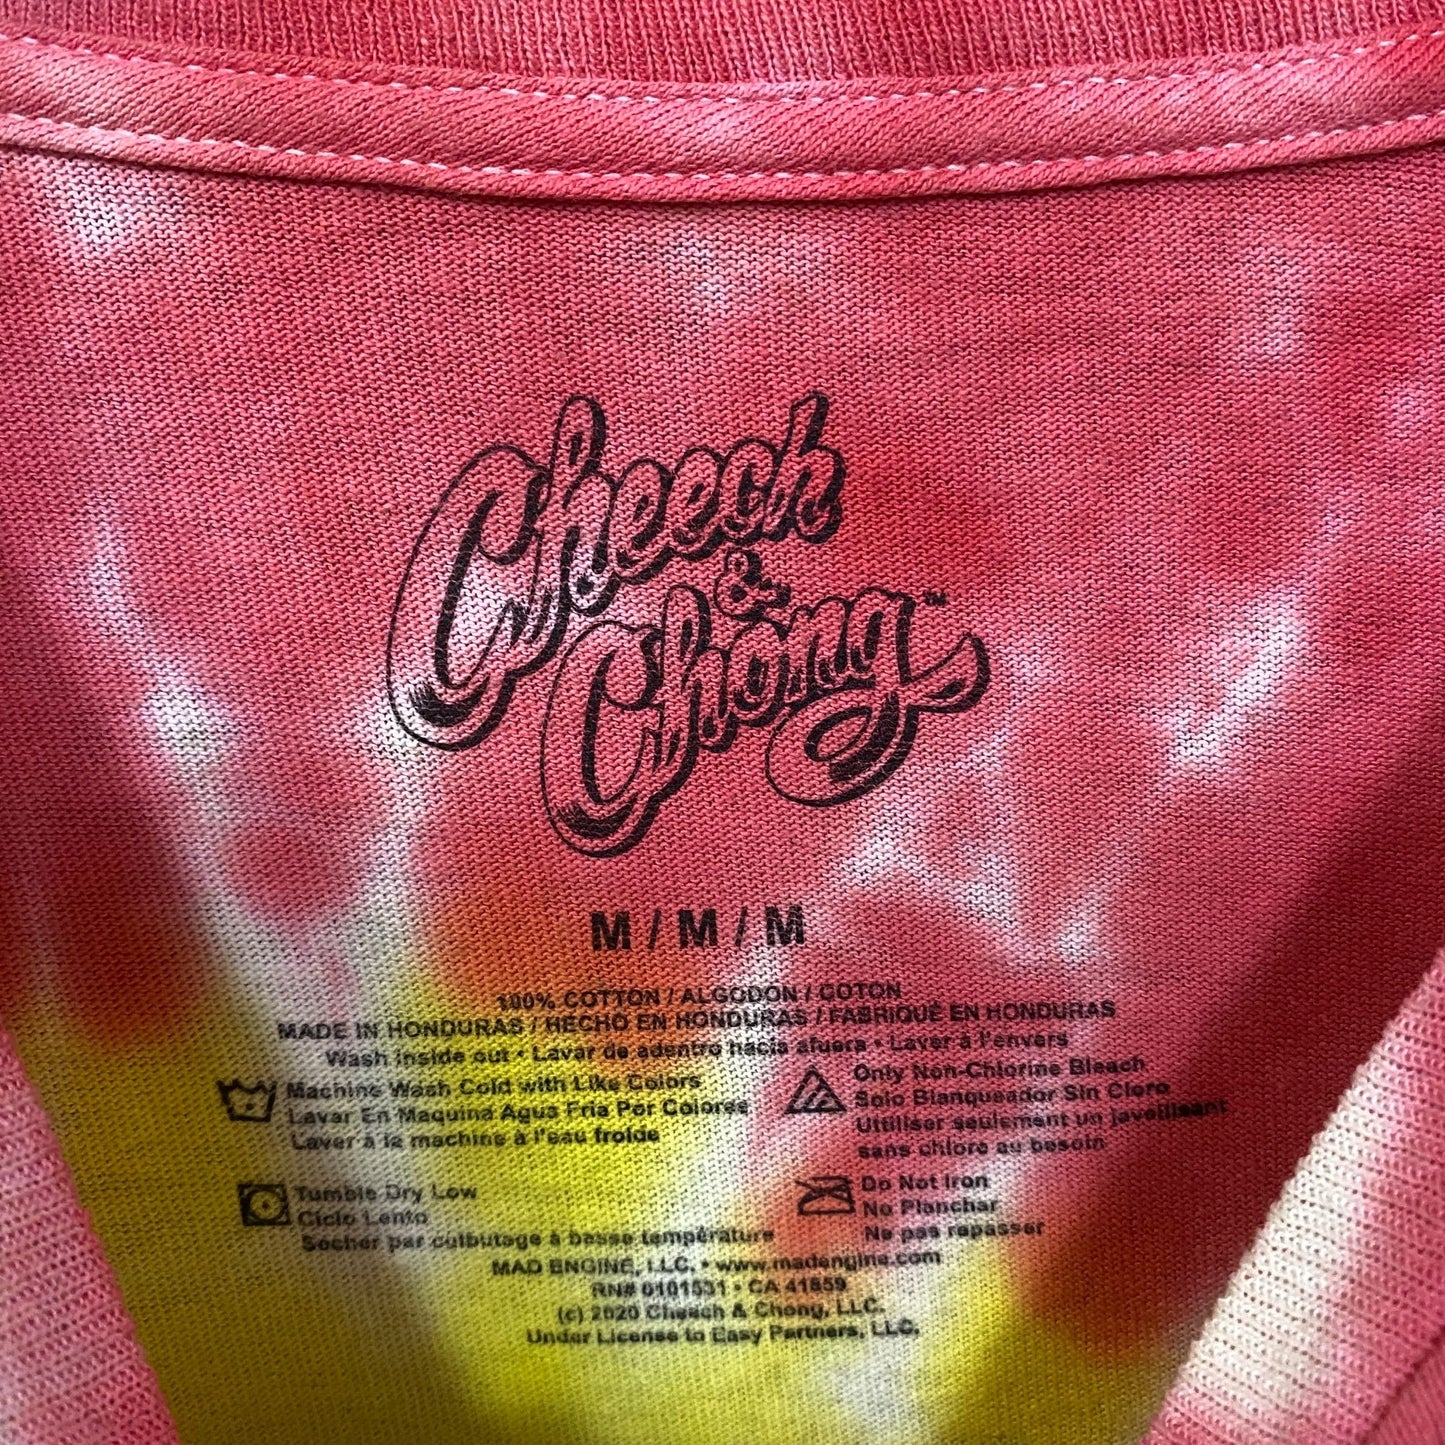 Cheech
&
Chong™
M / M / M
100% COTTON / ALGODON / COTON
MADE IN HONDURAS / HECHO EN HONDURAS / FABRIQUÉ EN HONDURAS
Wash inside out • Lavar de adentro hacia afuera • Laver à l'envers
Machine Wash Cold with Like Colors
Lavar En Maquina Agua Fria Por Colores
Laver à la machine à l'eau froide
Only Non-Chlorine Bleach
Solo Blanqueador Sin Cloro
Utiliser seulement un javellisant
sans chlore au besoin
Tumble Dry Low
Ciclo Lento
Secher par culbutage à basse température
Do Not Iron
No Planchar
Ne pas repasser
MAD ENGINE, LLC. • www.madengine.com
RN# 0101531 • CA 41859
(c) 2020 Cheech & Chong, LLC.
Under License to Easy Partners, LLC.